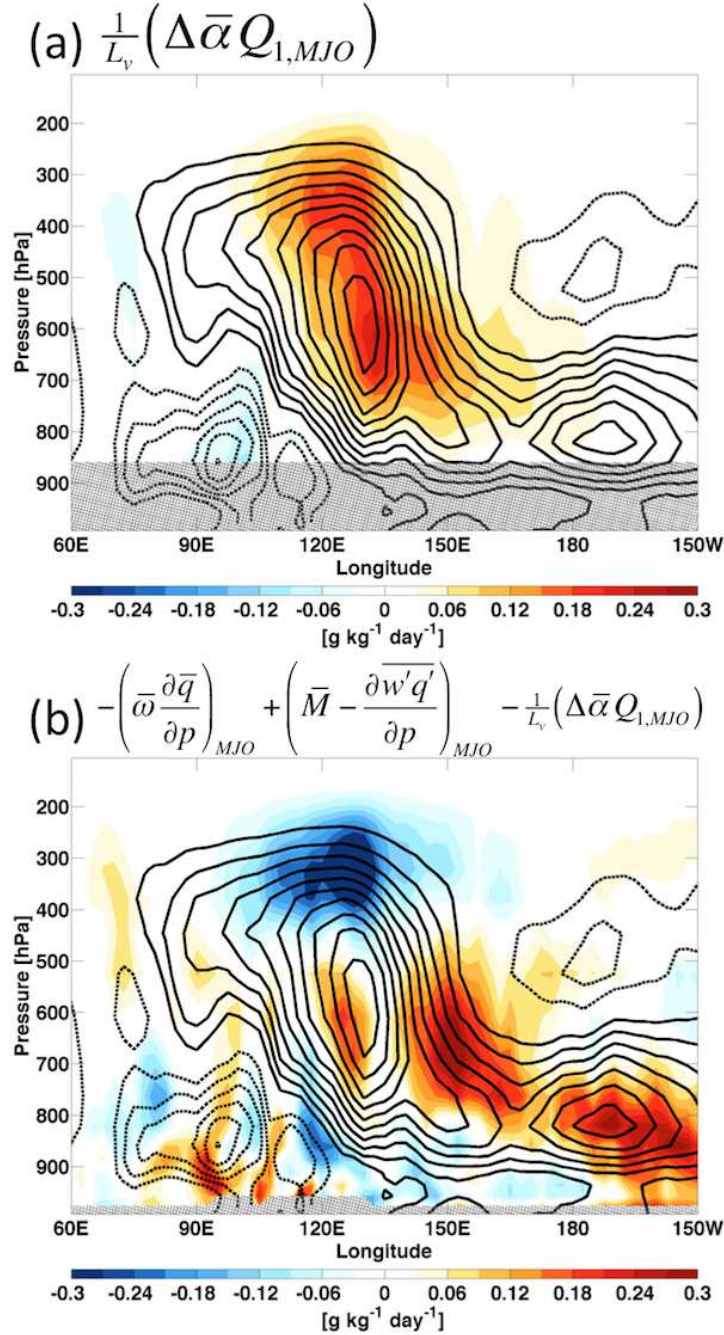 (a) \frac{1}{L_v}(\Delta\bar{\alpha} Q_{1,MJO})
200
300
400
500
600
700
800
900
Pressure [hPa]
60E 90E 120E 150E 180 150W
Longitude
-0.3 -0.24 -0.18 -0.12 -0.06 0 0.06 0.12 0.18 0.24 0.3
[g kg⁻¹ day⁻¹]
(b) -\left(\bar{\omega}\frac{\partial\bar{q}}{\partial p}\right)_{MJO} + \left(\bar{M} - \frac{\partial\overline{w'q'}}{\partial p}\right)_{MJO} - \frac{1}{L_v}(\Delta\bar{\alpha} Q_{1,MJO})
200
300
400
500
600
700
800
900
Pressure [hPa]
60E 90E 120E 150E 180 150W
Longitude
-0.3 -0.24 -0.18 -0.12 -0.06 0 0.06 0.12 0.18 0.24 0.3
[g kg⁻¹ day⁻¹]